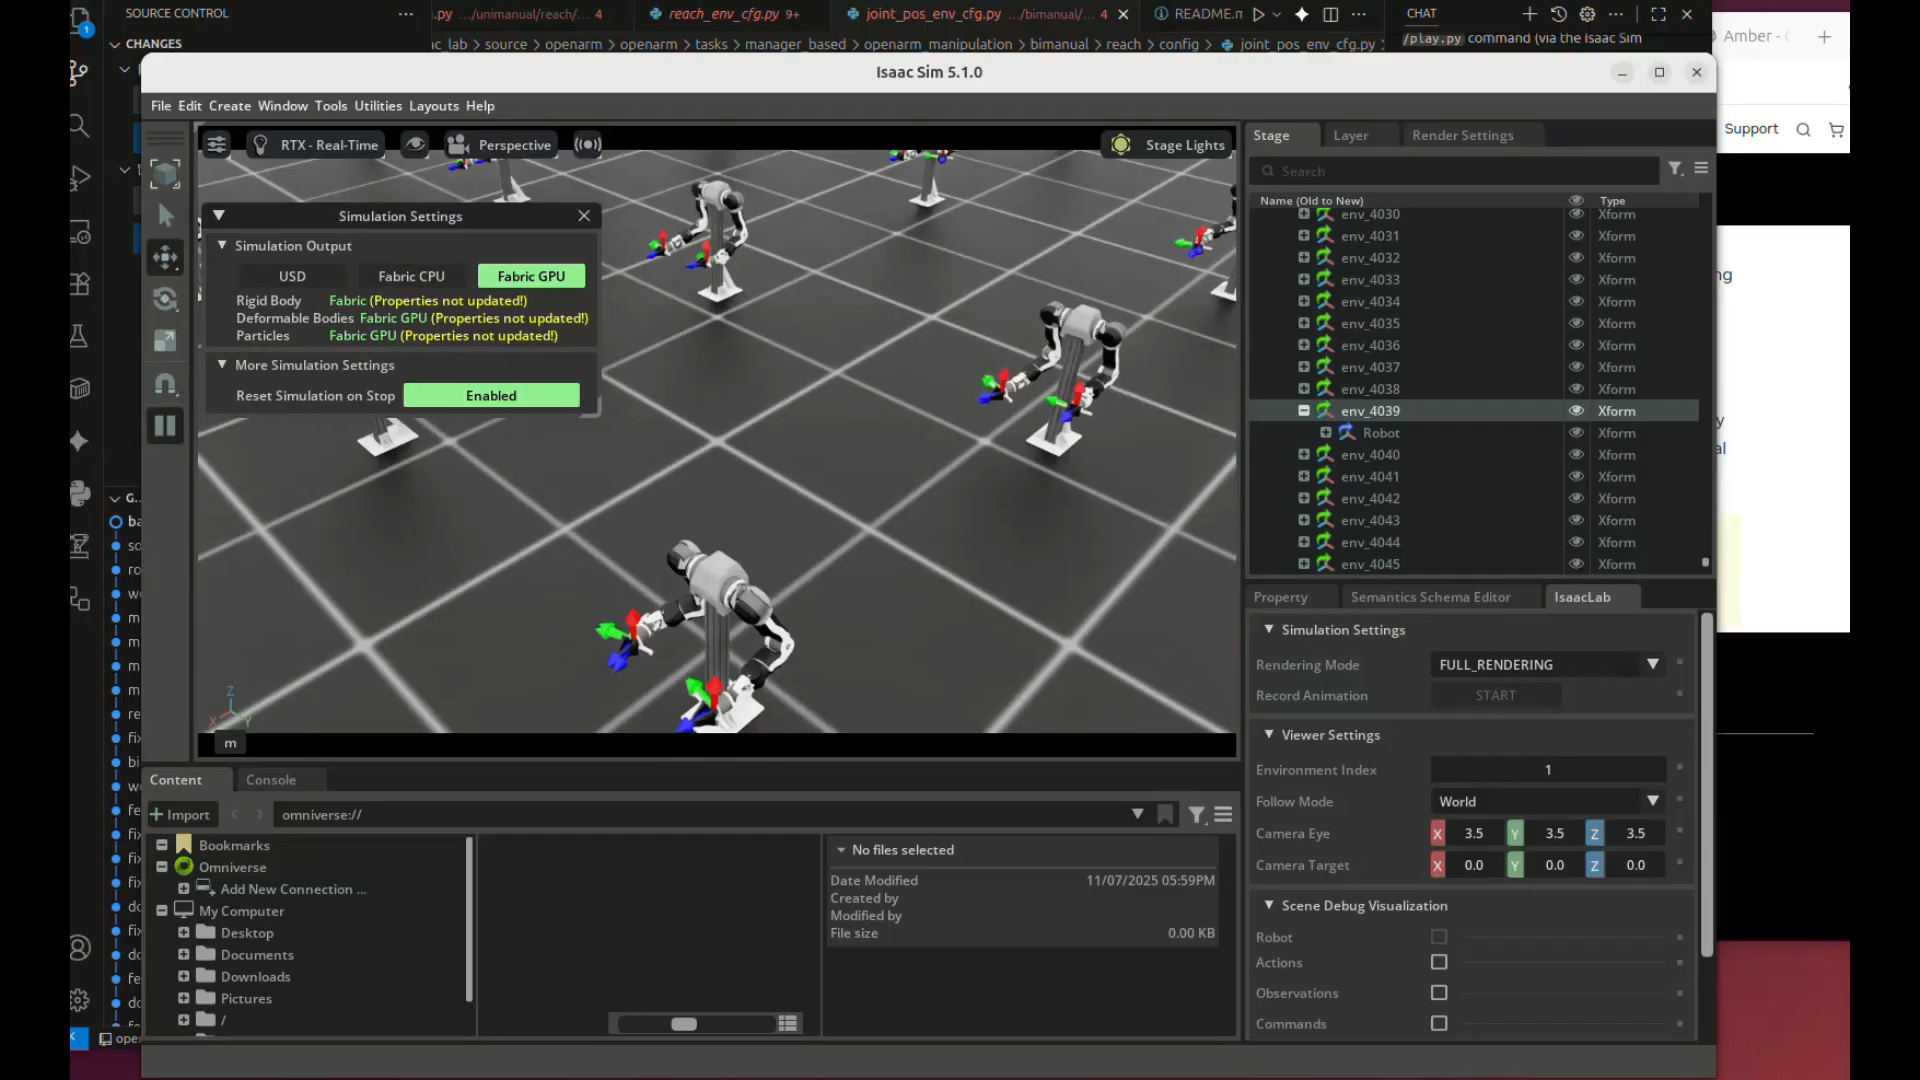 SOURCE CONTROL
.py .../unimanual/reach/... 4
reach_env_cfg.py 9+
joint_pos_env_cfg.py .../bimanual/... 4
README.n
CHAT
CHANGES
ac_lab > source > openarm > openarm > tasks > manager_based > openarm_manipulation > bimanual > reach > config > joint_pos_env_cfg.py >
/play.py command (via the Isaac Sim
Amber -
Isaac Sim 5.1.0
File Edit Create Window Tools Utilities Layouts Help
Support
RTX - Real-Time
Perspective
Stage Lights
Stage
Layer
Render Settings
Search
Name (Old to New)
Type
Simulation Settings
Simulation Output
USD
Fabric CPU
Fabric GPU
Rigid Body Fabric (Properties not updated!)
Deformable Bodies Fabric GPU (Properties not updated!)
Particles Fabric GPU (Properties not updated!)
More Simulation Settings
Reset Simulation on Stop Enabled
env_4030 Xform
env_4031 Xform
env_4032 Xform
env_4033 Xform
env_4034 Xform
env_4035 Xform
env_4036 Xform
env_4037 Xform
env_4038 Xform
env_4039 Xform
Robot Xform
env_4040 Xform
env_4041 Xform
env_4042 Xform
env_4043 Xform
env_4044 Xform
env_4045 Xform
Z
X
Y
m
Property
Semantics Schema Editor
IsaacLab
Simulation Settings
Rendering Mode FULL_RENDERING
Record Animation START
Viewer Settings
Environment Index 1
Follow Mode World
Camera Eye X 3.5 Y 3.5 Z 3.5
Camera Target X 0.0 Y 0.0 Z 0.0
Scene Debug Visualization
Robot
Actions
Observations
Commands
Content
Console
Import
omniverse://
Bookmarks
Omniverse
Add New Connection ...
My Computer
Desktop
Documents
Downloads
Pictures
/
No files selected
Date Modified 11/07/2025 05:59PM
Created by
Modified by
File size 0.00 KB